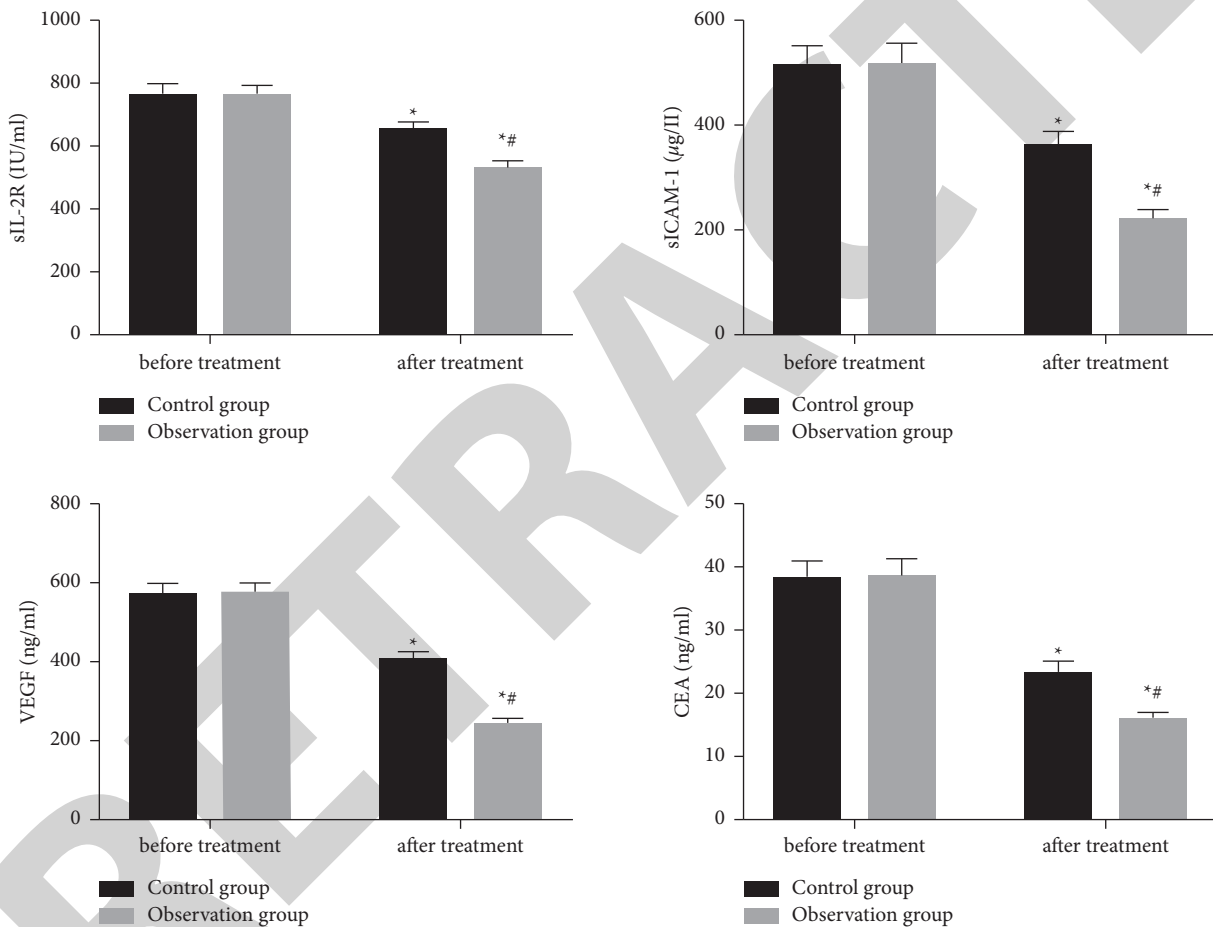 1000
800
600
400
200
0
sIL-2R (IU/ml)
*
*#
before treatment
after treatment
Control group
Observation group
600
400
200
0
sICAM-1 (µg/II)
*
*#
before treatment
after treatment
Control group
Observation group
800
600
400
200
0
VEGF (ng/ml)
*
*#
before treatment
after treatment
Control group
Observation group
50
40
30
20
10
0
CEA (ng/ml)
*
*#
before treatment
after treatment
Control group
Observation group
RETRACTE